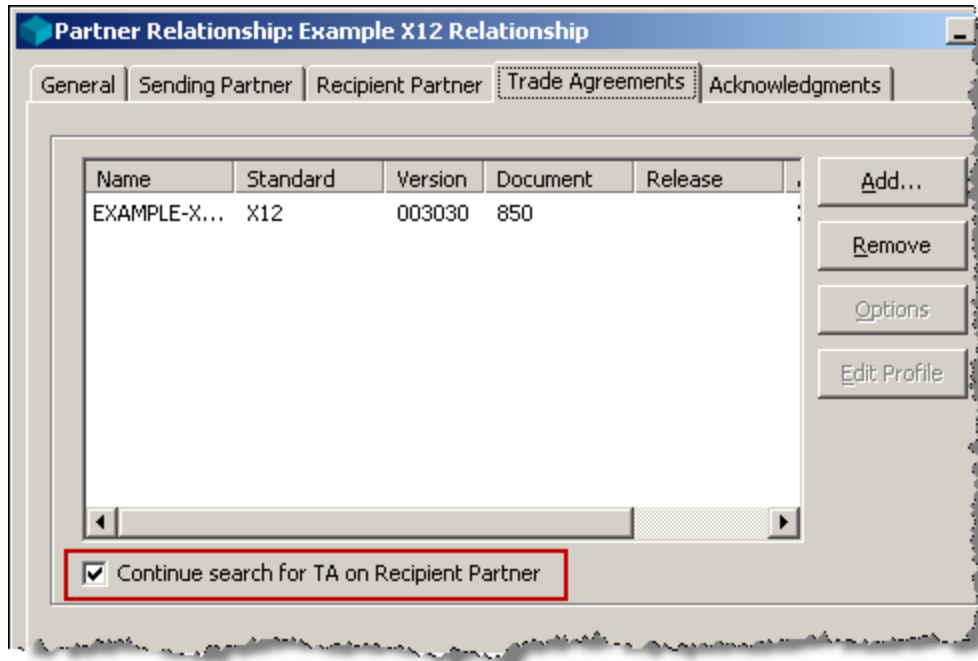 Partner Relationship: Example X12 Relationship
General Sending Partner Recipient Partner Trade Agreements Acknowledgments
Name Standard Version Document Release
EXAMPLE-X... X12 003030 850
Add...
Remove
Options
Edit Profile
Continue search for TA on Recipient Partner